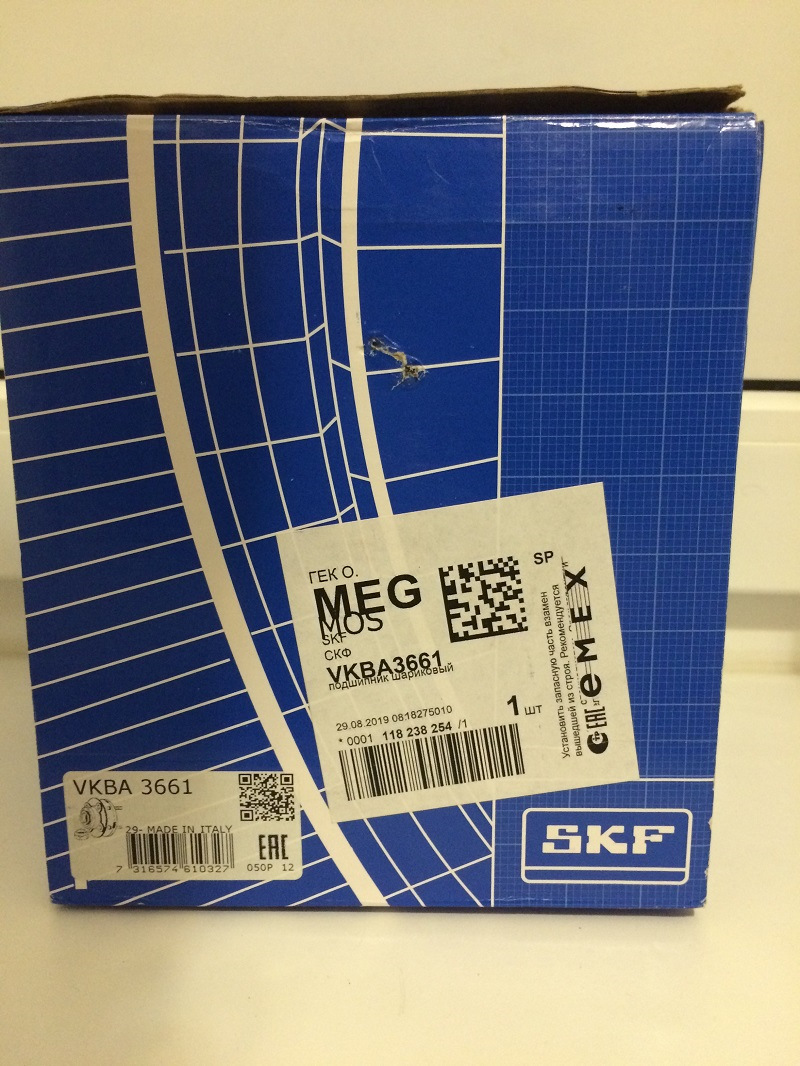 ГЕК О.
MEG
MOS
SKF
СКФ
VKBA3661
подшипник шариковый
SP
1 шт
29.08.2019 0818275010
* 0001 118 238 254 /1
Установить запасную часть взамен
вышедшей из строя. Рекомендуется
EAC
eMEX
VKBA 3661
29- MADE IN ITALY
7 316574 610327
EAC
050P 12
SKF